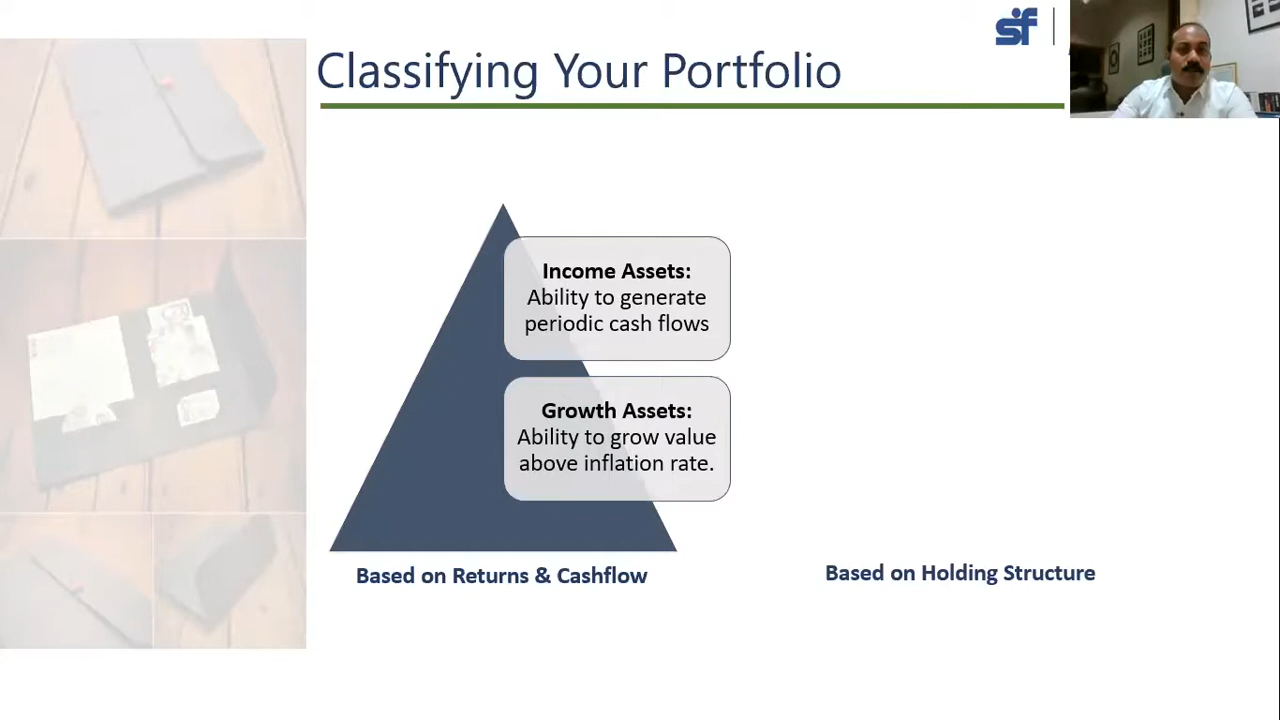 sf
Classifying Your Portfolio
Income Assets:
Ability to generate
periodic cash flows
Growth Assets:
Ability to grow value
above inflation rate.
Based on Returns & Cashflow
Based on Holding Structure